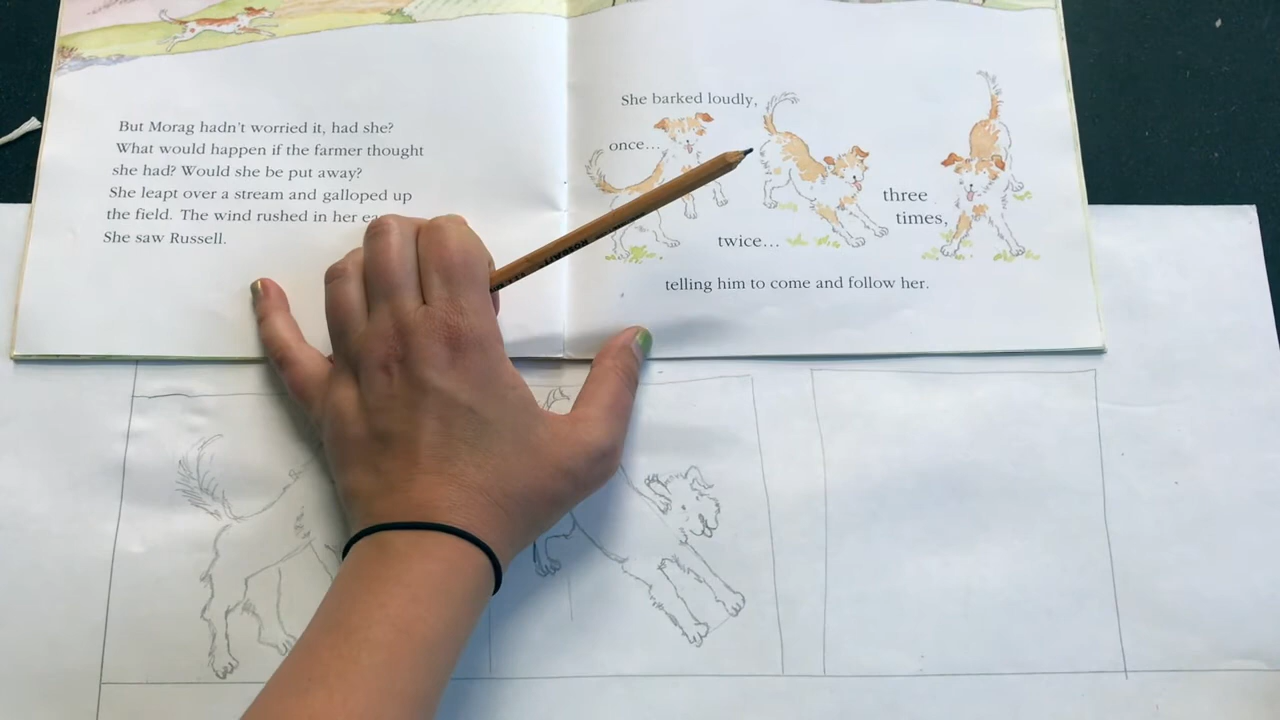 But Morag hadn't worried it, had she?
What would happen if the farmer thought
she had? Would she be put away?
She leapt over a stream and galloped up
the field. The wind rushed in her
She saw Russell.
She barked loudly,
once...
twice...
three
times,
telling him to come and follow her.